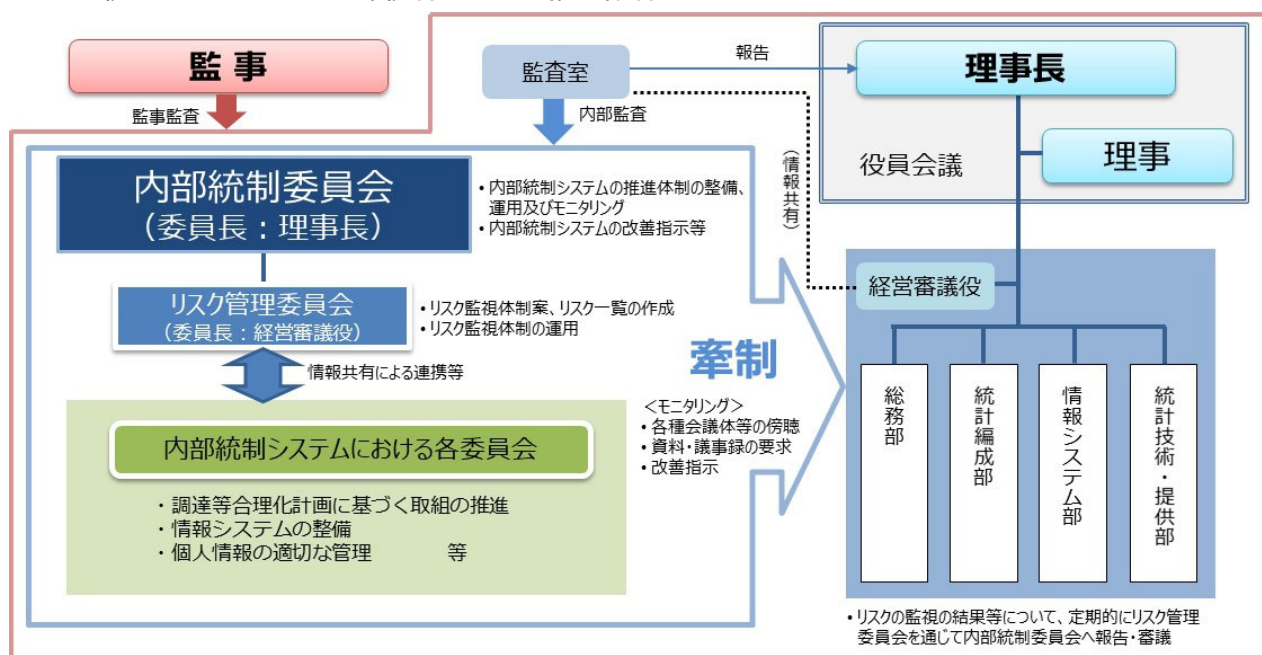 監事
監事監査
監査室
報告
内部監査
理事長
役員会議
理事
(情報共有)
内部統制委員会
(委員長:理事長)
•内部統制システムの推進体制の整備、
運用及びモニタリング
•内部統制システムの改善指示等
リスク管理委員会
(委員長:経営審議役)
•リスク監視体制案、リスク一覧の作成
•リスク監視体制の運用
情報共有による連携等
内部統制システムにおける各委員会
・調達等合理化計画に基づく取組の推進
・情報システムの整備
・個人情報の適切な管理 等
牽制
<モニタリング>
•各種会議体等の傍聴
•資料・議事録の要求
•改善指示
経営審議役
総務部
統計編成部
情報システム部
統計技術・提供部
•リスクの監視の結果等について、定期的にリスク管理
委員会を通じて内部統制委員会へ報告・審議